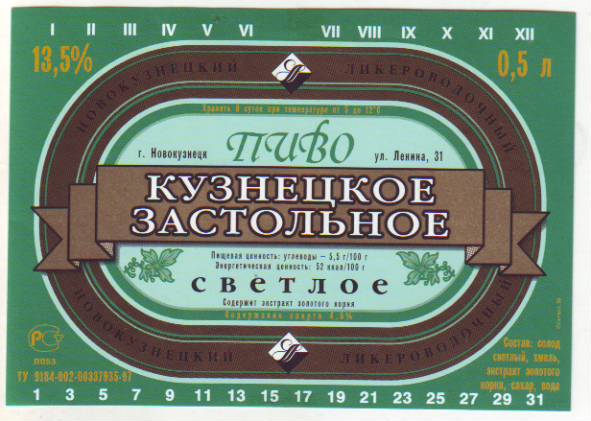 I II III IV V VI VII VIII IX X XI XII
13,5%
0,5 л
НОВОКУЗНЕЦКИЙ ЛИКЕРОВОДОЧНЫЙ
Хранить 8 суток при температуре от 5 до 12°С
пиво
г. Новокузнецк
ул. Ленина, 31
КУЗНЕЦКОЕ
ЗАСТОЛЬНОЕ
Пищевая ценность: углеводы – 5,5 г/100 г
Энергетическая ценность: 52 ккал/100 г
светлое
Содержит экстракт золотого корня
Содержание спирта 4,5%
НОВОКУЗНЕЦКИЙ ЛИКЕРОВОДОЧНЫЙ
РСТ
ПО53
ТУ 9184-002-00337935-97
Состав: солод
светлый, хмель,
экстракт золотого
корня, сахар, вода
1 3 5 7 9 11 13 15 17 19 21 23 25 27 29 31